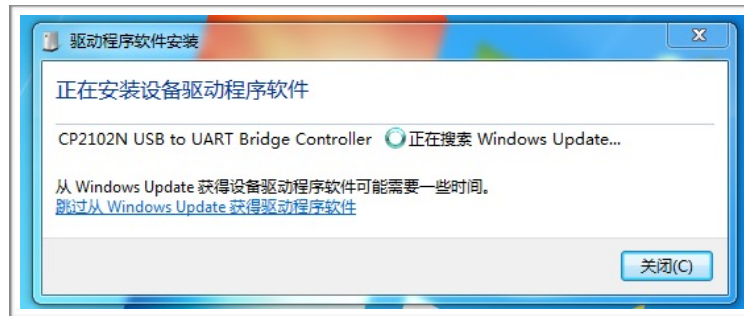 驱动程序软件安装
正在安装设备驱动程序软件
CP2102N USB to UART Bridge Controller 正在搜索 Windows Update...
从 Windows Update 获得设备驱动程序软件可能需要一些时间。
跳过从 Windows Update 获得驱动程序软件
关闭(C)